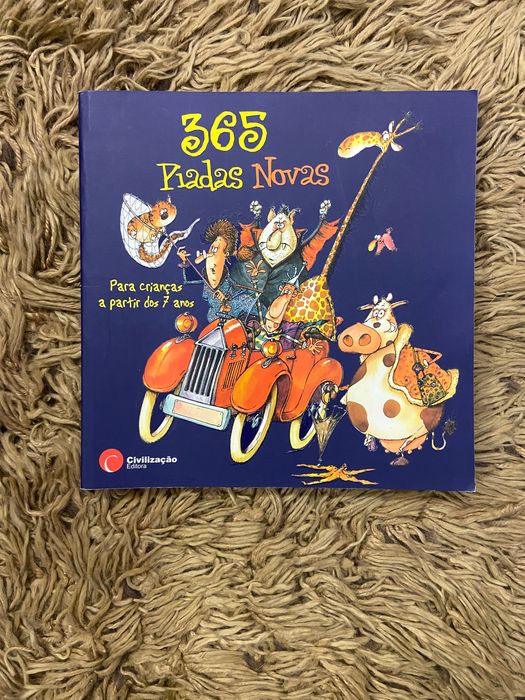 365
Piadas Novas
Para crianças
a partir dos 7 anos
Civilização
Editora